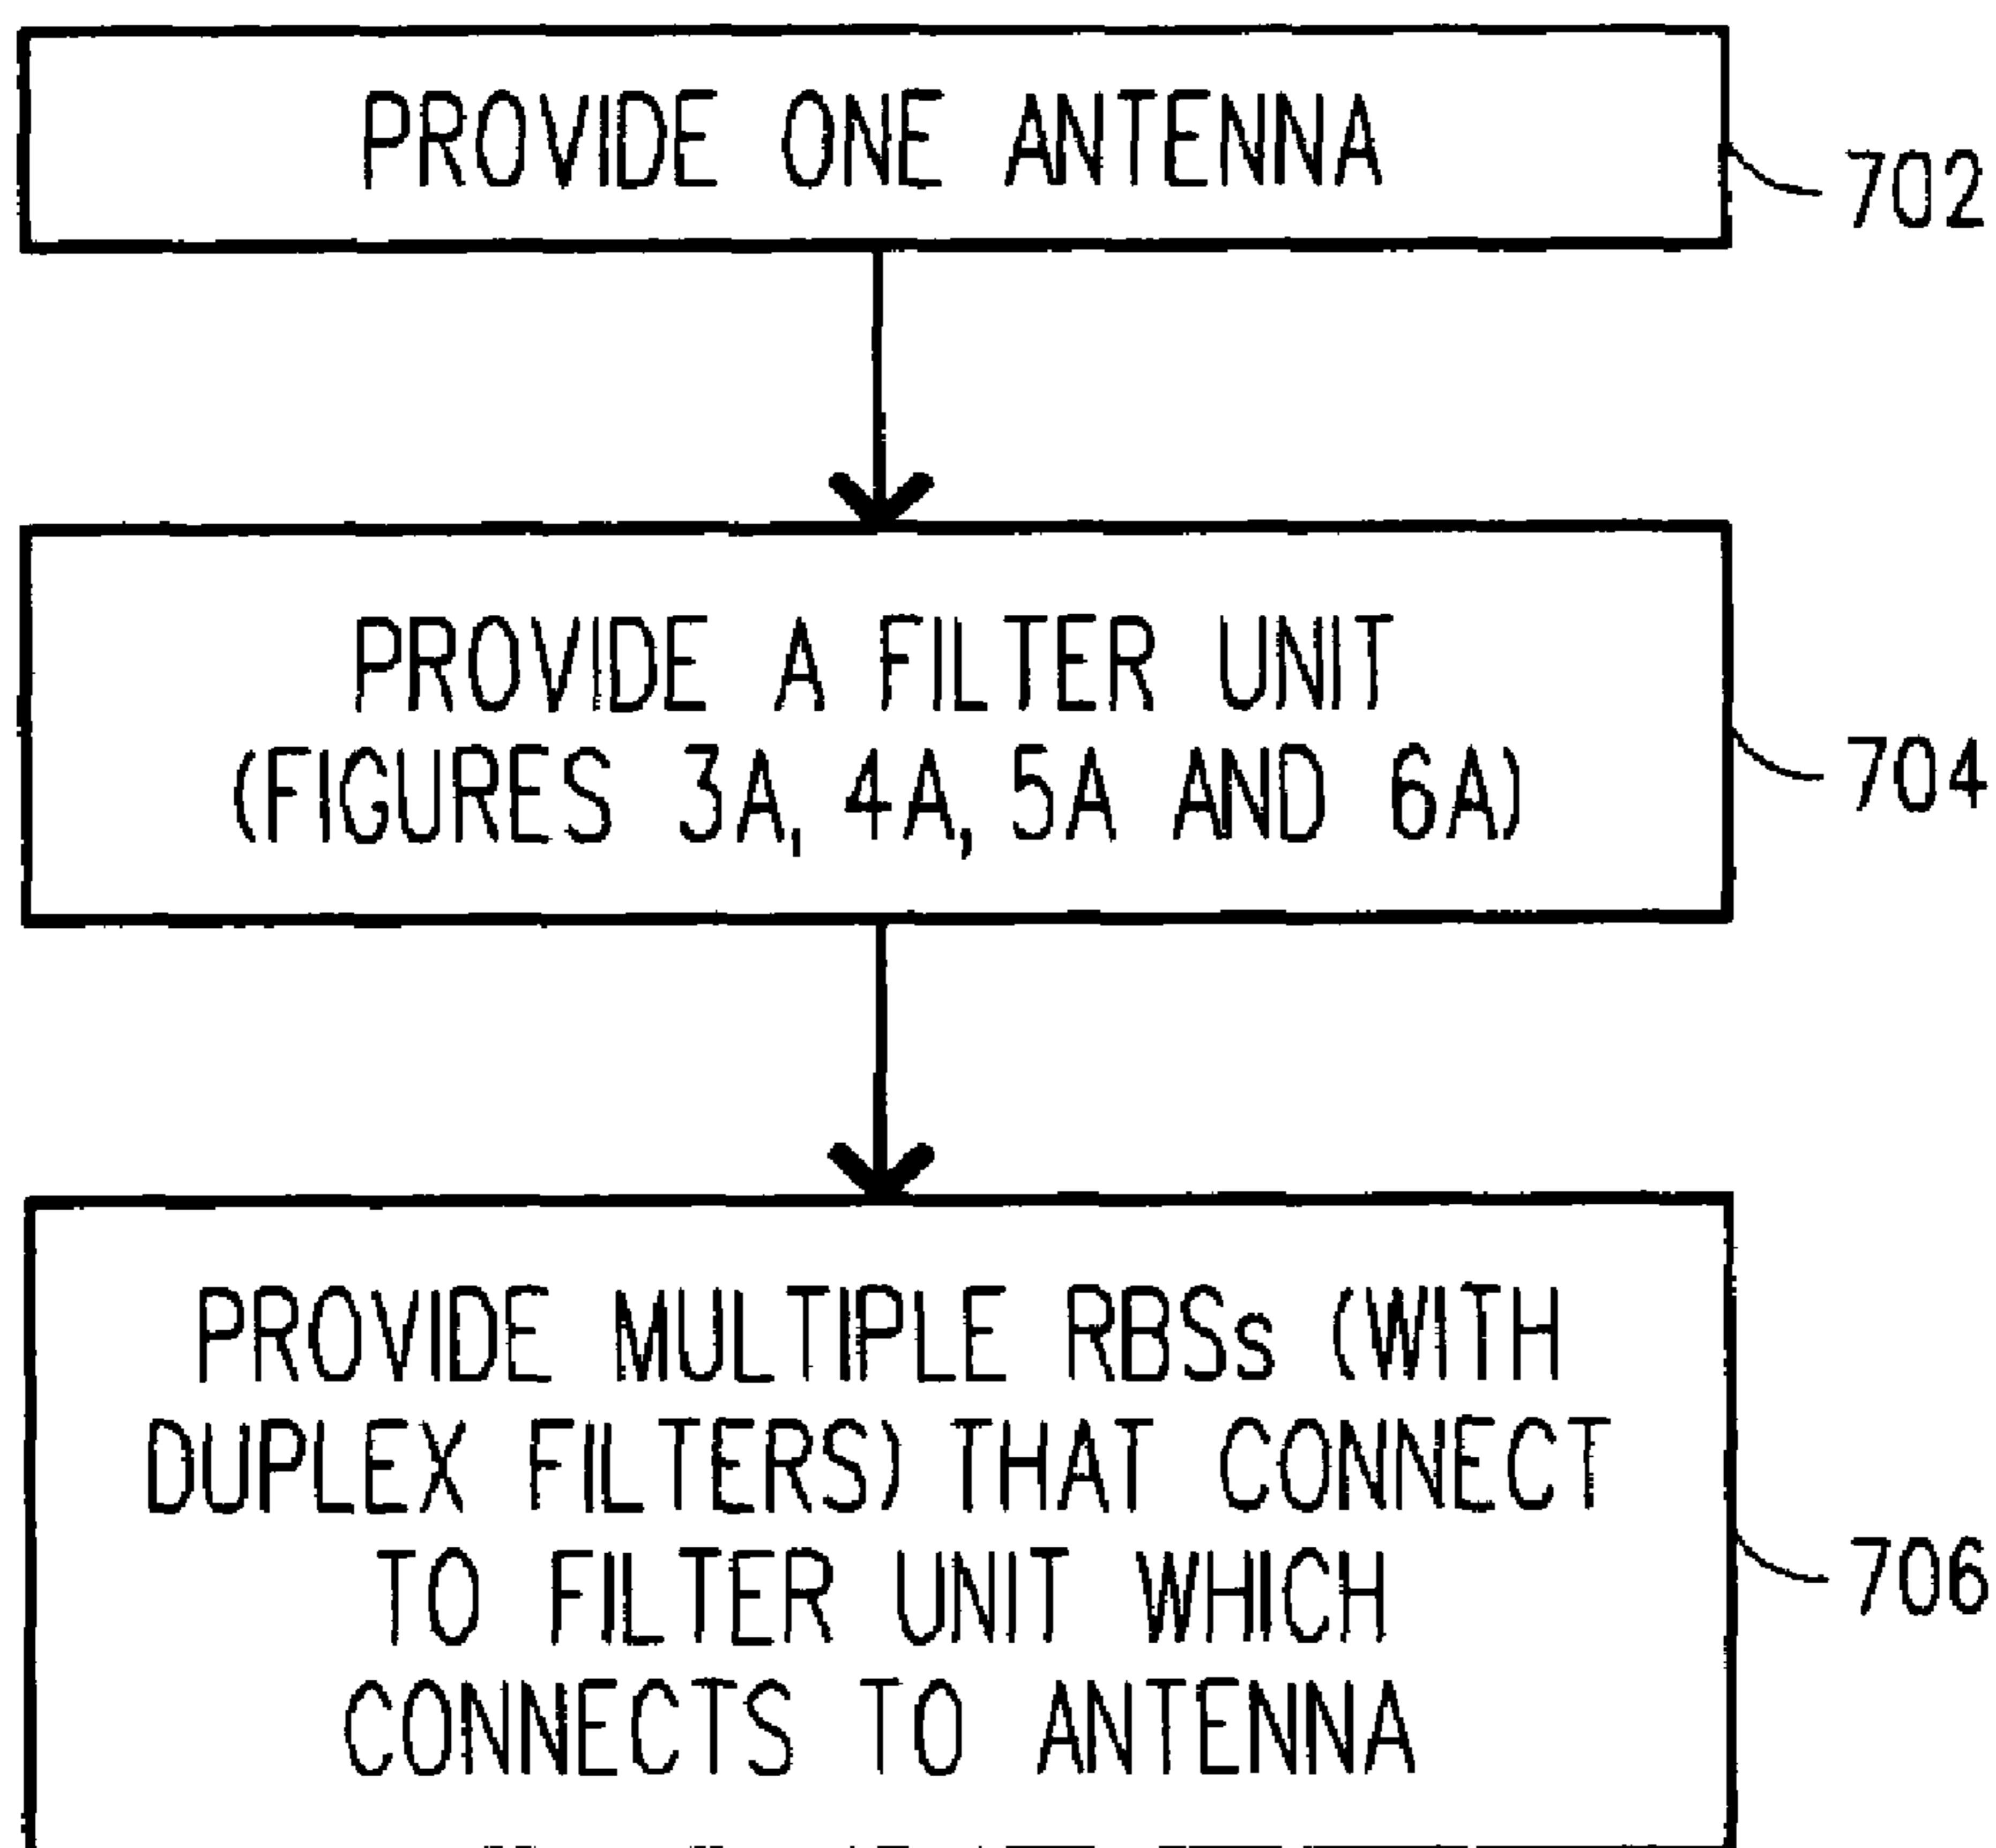 PROVIDE ONE ANTENNA
702
PROVIDE A FILTER UNIT
(FIGURES 3A, 4A, 5A AND 6A)
704
PROVIDE MULTIPLE RBSs (WITH
DUPLEX FILTERS) THAT CONNECT
TO FILTER UNIT WHICH
CONNECTS TO ANTENNA
706